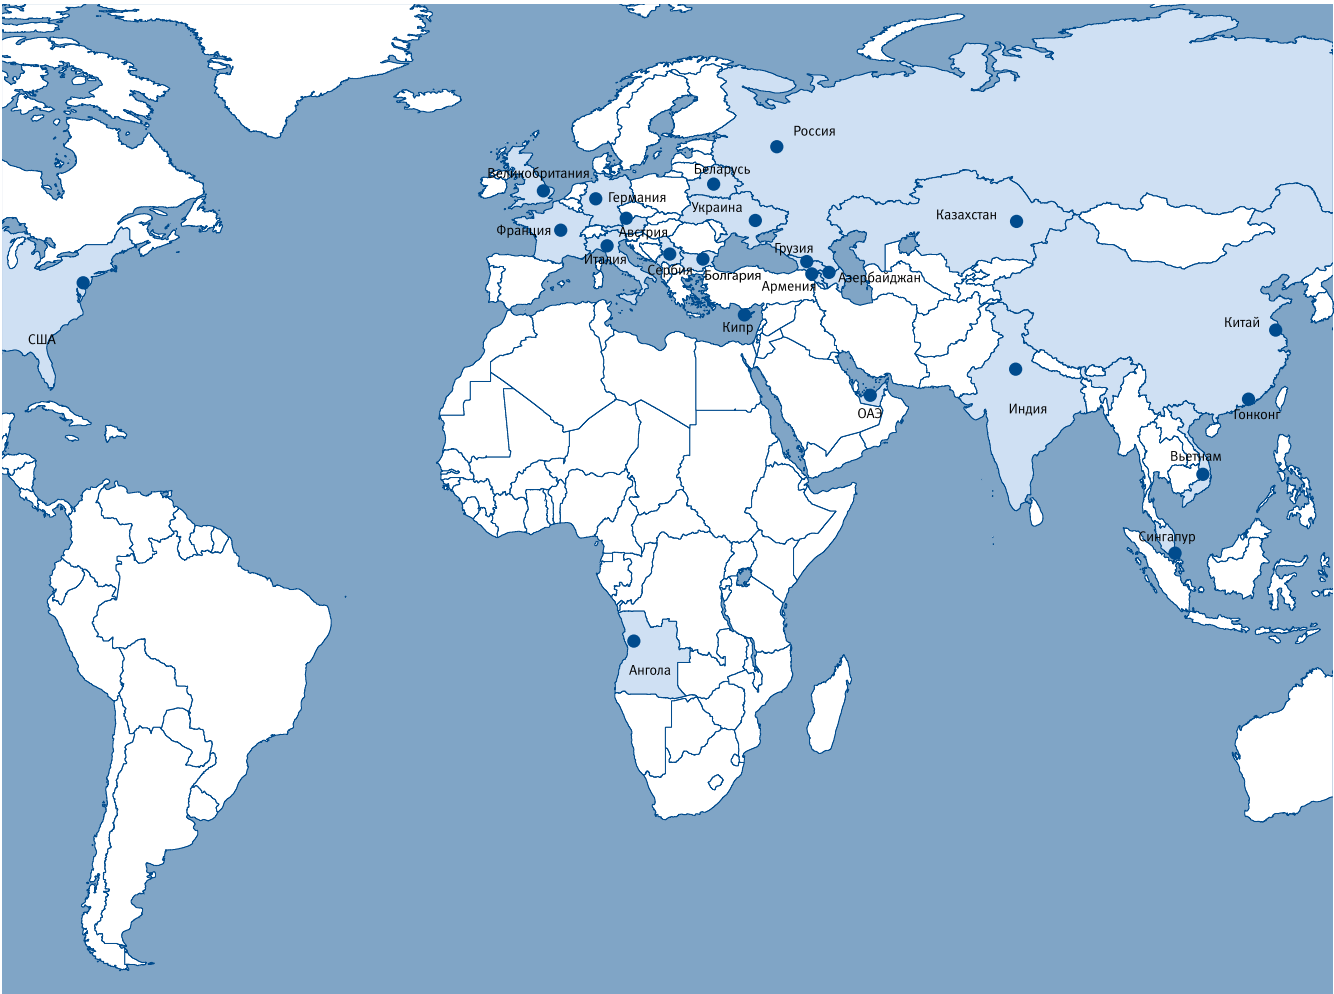 Россия
Беларусь
Великобритания
Германия
Украина
Казахстан
Франция
Австрия
Грузия
Италия
Сербия
Болгария
Азербайджан
Армения
Кипр
Китай
США
Индия
ОАЭ
Гонконг
Вьетнам
Сингапур
Ангола